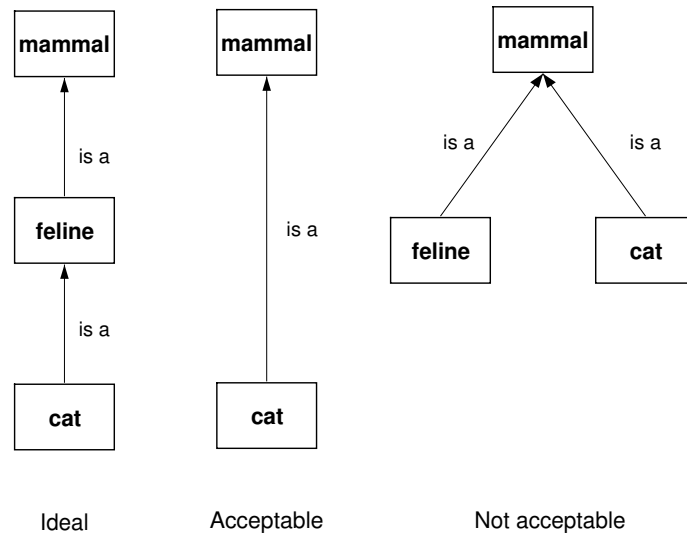 mammal
is a
feline
is a
cat
Ideal
mammal
is a
cat
Acceptable
mammal
is a
is a
feline
cat
Not acceptable